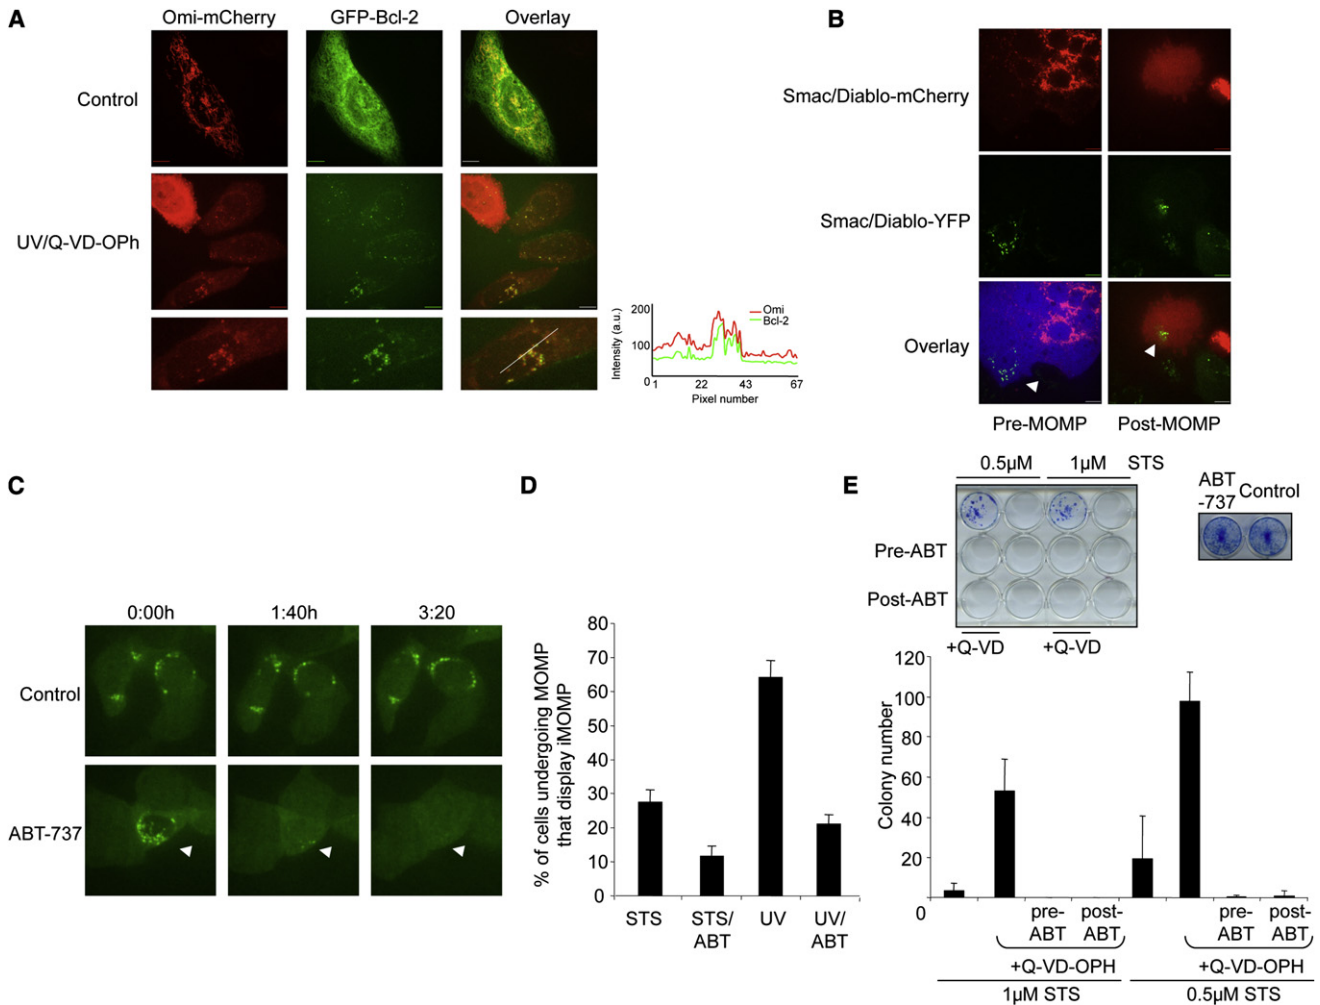 A
Omi-mCherry GFP-Bcl-2 Overlay
Control
UV/Q-VD-OPh
200
100
0
Intensity (a.u.)
Omi
Bcl-2
1 22 43 67
Pixel number
B
Smac/Diablo-mCherry
Smac/Diablo-YFP
Overlay
Pre-MOMP Post-MOMP
C
0:00h 1:40h 3:20
Control
ABT-737
D
% of cells undergoing MOMP
that display iMOMP
80
70
60
50
40
30
20
10
0
STS STS/ UV UV/
ABT ABT
E
0.5µM 1µM STS
Pre-ABT
Post-ABT
+Q-VD +Q-VD
ABT
-737
Control
Colony number
120
100
80
60
40
20
0
pre- post- pre- post-
ABT ABT ABT ABT
+Q-VD-OPH +Q-VD-OPH
1µM STS 0.5µM STS